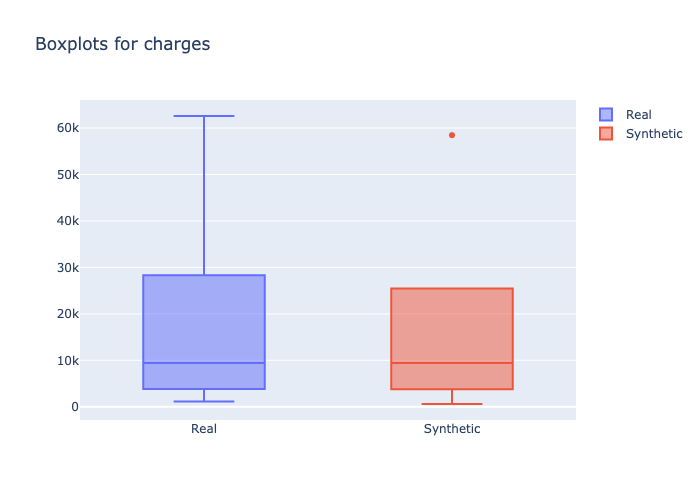 Boxplots for charges
Real
Synthetic
60k
50k
40k
30k
20k
10k
0
Real
Synthetic